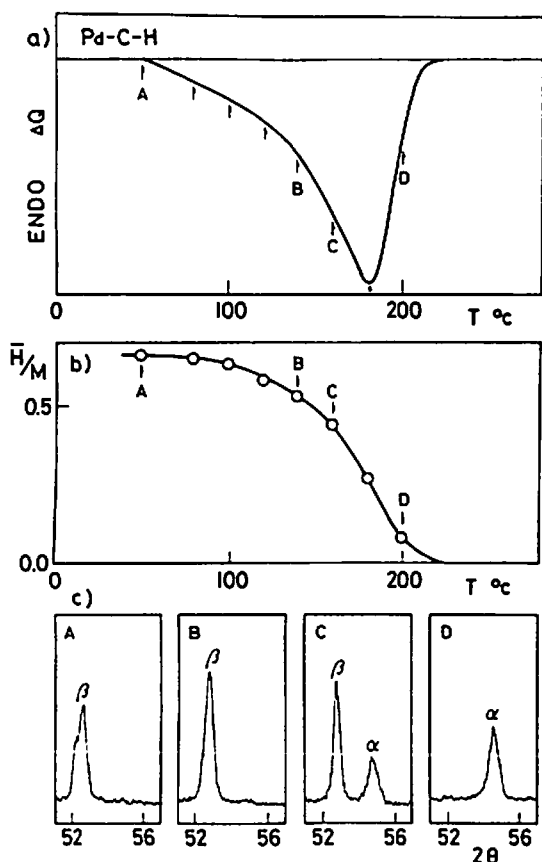 a) Pd-C-H
ENDO ΔQ
A
B
C
D
0 100 200 T °c
H̅/M b)
0.5
0.0
A
B
C
D
0 100 200 T °c
c)
A B C D
β β β α α
52 56 52 56 52 56 52 56
2θ